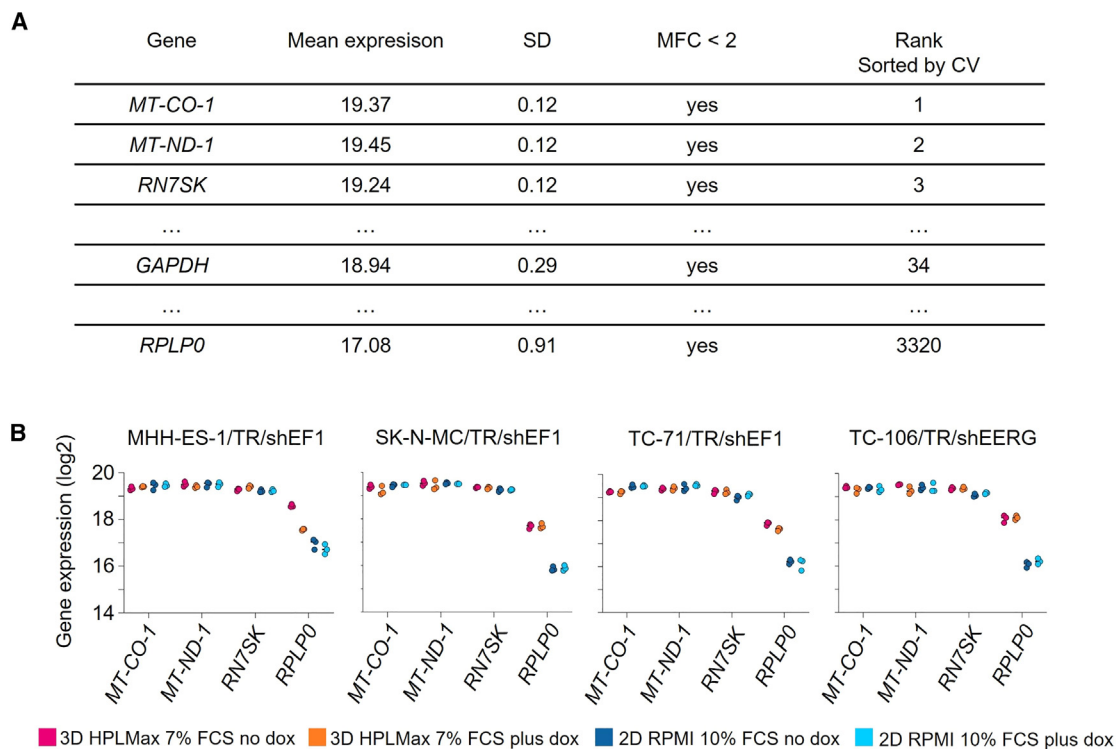 A
Gene Mean expresison SD MFC < 2 Rank
Sorted by CV
MT-CO-1 19.37 0.12 yes 1
MT-ND-1 19.45 0.12 yes 2
RN7SK 19.24 0.12 yes 3
... ... ... ... ...
GAPDH 18.94 0.29 yes 34
... ... ... ... ...
RPLP0 17.08 0.91 yes 3320
B
MHH-ES-1/TR/shEF1 SK-N-MC/TR/shEF1 TC-71/TR/shEF1 TC-106/TR/shEERG
Gene expression (log2)
20
18
16
14
MT-CO-1 MT-ND-1 RN7SK RPLP0 MT-CO-1 MT-ND-1 RN7SK RPLP0 MT-CO-1 MT-ND-1 RN7SK RPLP0 MT-CO-1 MT-ND-1 RN7SK RPLP0
3D HPLMax 7% FCS no dox 3D HPLMax 7% FCS plus dox 2D RPMI 10% FCS no dox 2D RPMI 10% FCS plus dox